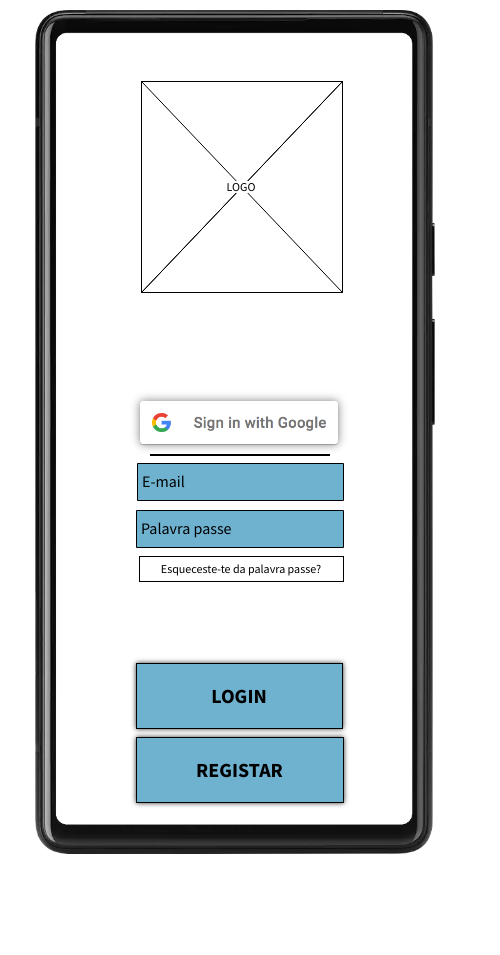 LOGO
Sign in with Google
E-mail
Palavra passe
Esqueceste-te da palavra passe?
LOGIN
REGISTAR